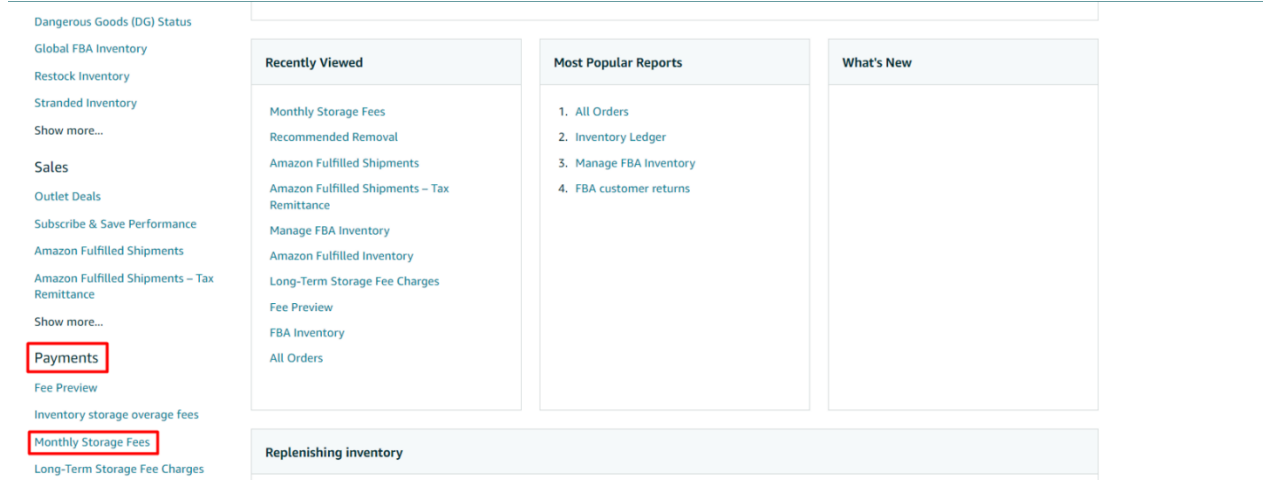 Dangerous Goods (DG) Status
Global FBA Inventory
Restock Inventory
Stranded Inventory
Show more...
Sales
Outlet Deals
Subscribe & Save Performance
Amazon Fulfilled Shipments
Amazon Fulfilled Shipments – Tax
Remittance
Show more...
Payments
Fee Preview
Inventory storage overage fees
Monthly Storage Fees
Long-Term Storage Fee Charges
Recently Viewed
Monthly Storage Fees
Recommended Removal
Amazon Fulfilled Shipments
Amazon Fulfilled Shipments – Tax
Remittance
Manage FBA Inventory
Amazon Fulfilled Inventory
Long-Term Storage Fee Charges
Fee Preview
FBA Inventory
All Orders
Most Popular Reports
1. All Orders
2. Inventory Ledger
3. Manage FBA Inventory
4. FBA customer returns
What's New
Replenishing inventory